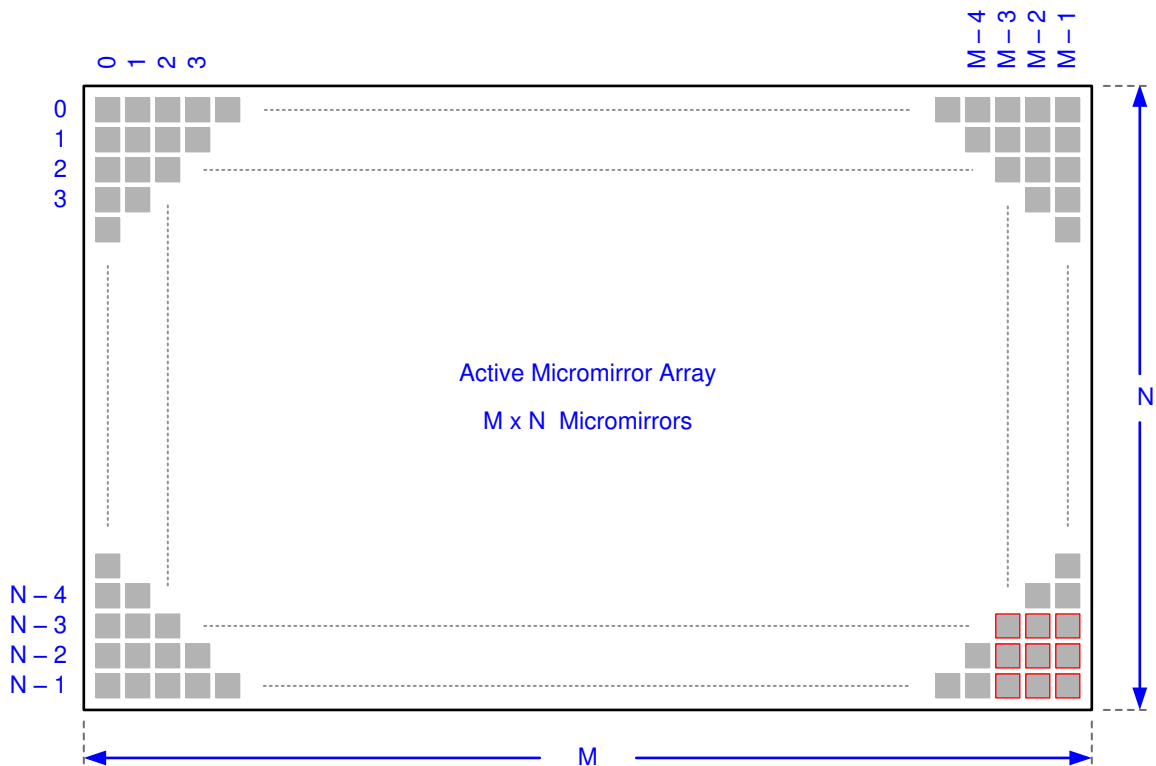 0
1
2
3
M – 4
M – 3
M – 2
M – 1
0
1
2
3
Active Micromirror Array
M x N Micromirrors
N
N – 4
N – 3
N – 2
N – 1
M